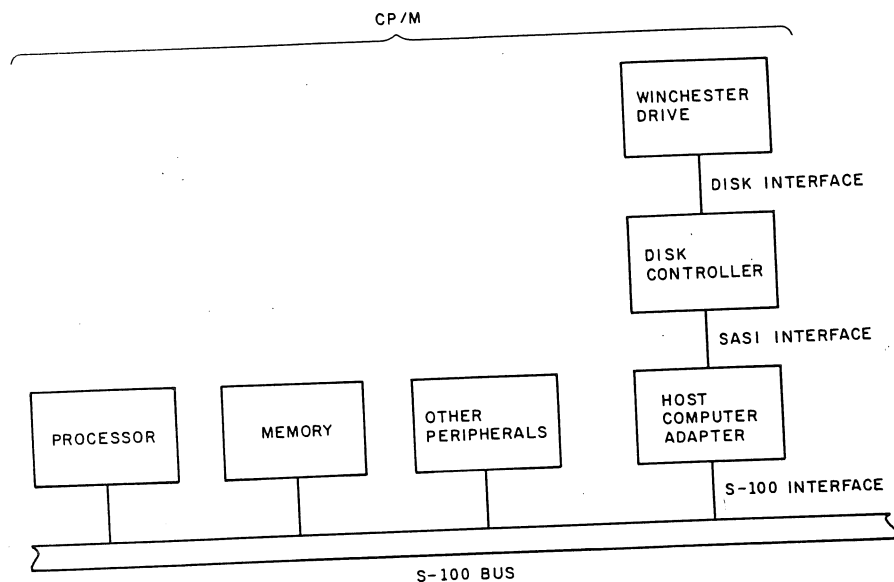 CP/M
WINCHESTER
DRIVE
DISK INTERFACE
DISK
CONTROLLER
SASI INTERFACE
PROCESSOR
MEMORY
OTHER
PERIPHERALS
HOST
COMPUTER
ADAPTER
S-100 INTERFACE
S-100 BUS